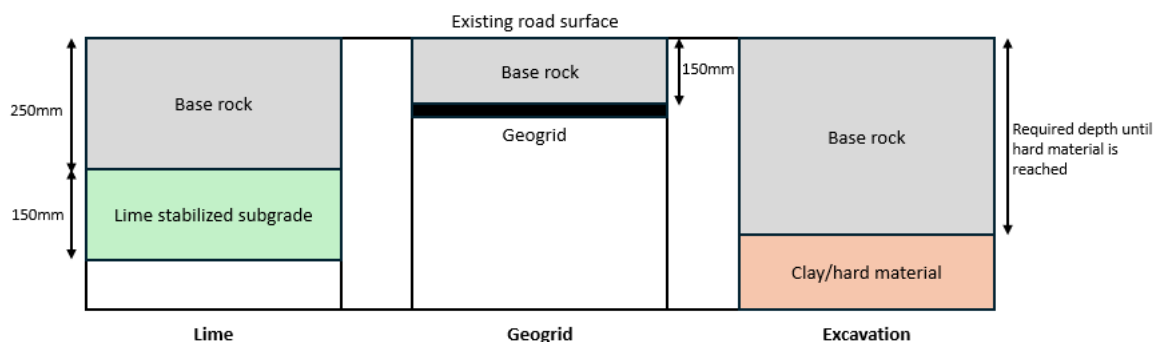 Existing road surface
250mm
150mm
Base rock
Lime stabilized subgrade
Lime
Base rock
150mm
Geogrid
Geogrid
Base rock
Required depth until
hard material is
reached
Clay/hard material
Excavation